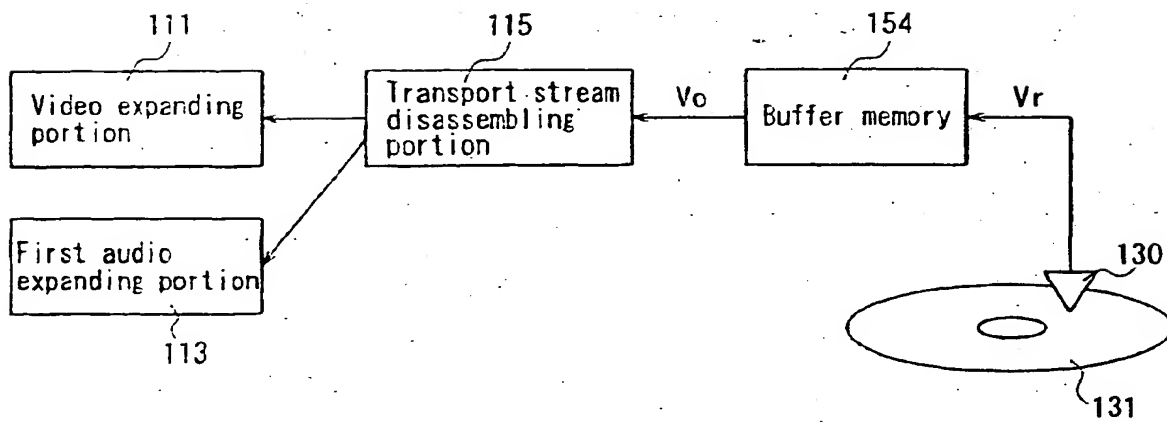 111
115
154
Video expanding
portion
Transport stream
disassembling
portion
Vo
Buffer memory
Vr
First audio
expanding portion
113
130
131